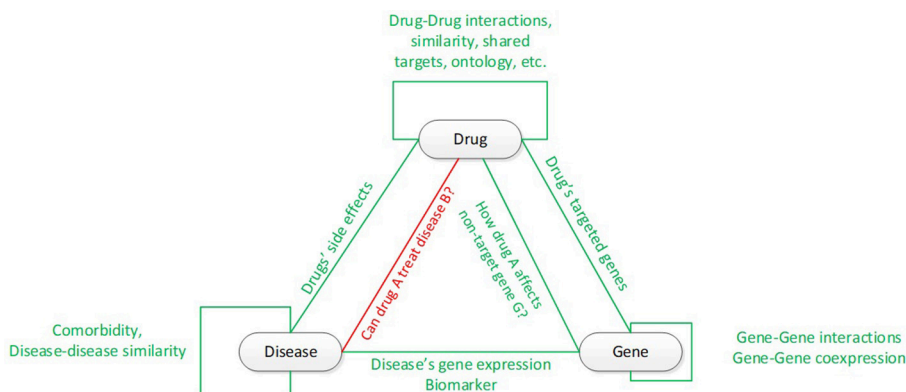 Drug-Drug interactions,
similarity, shared
targets, ontology, etc.
Drug
Drugs' side effects
Can drug A treat disease B?
How drug A affects
non-target gene G?
Drug's targeted genes
Comorbidity,
Disease-disease similarity
Disease
Disease's gene expression
Biomarker
Gene
Gene-Gene interactions
Gene-Gene coexpression